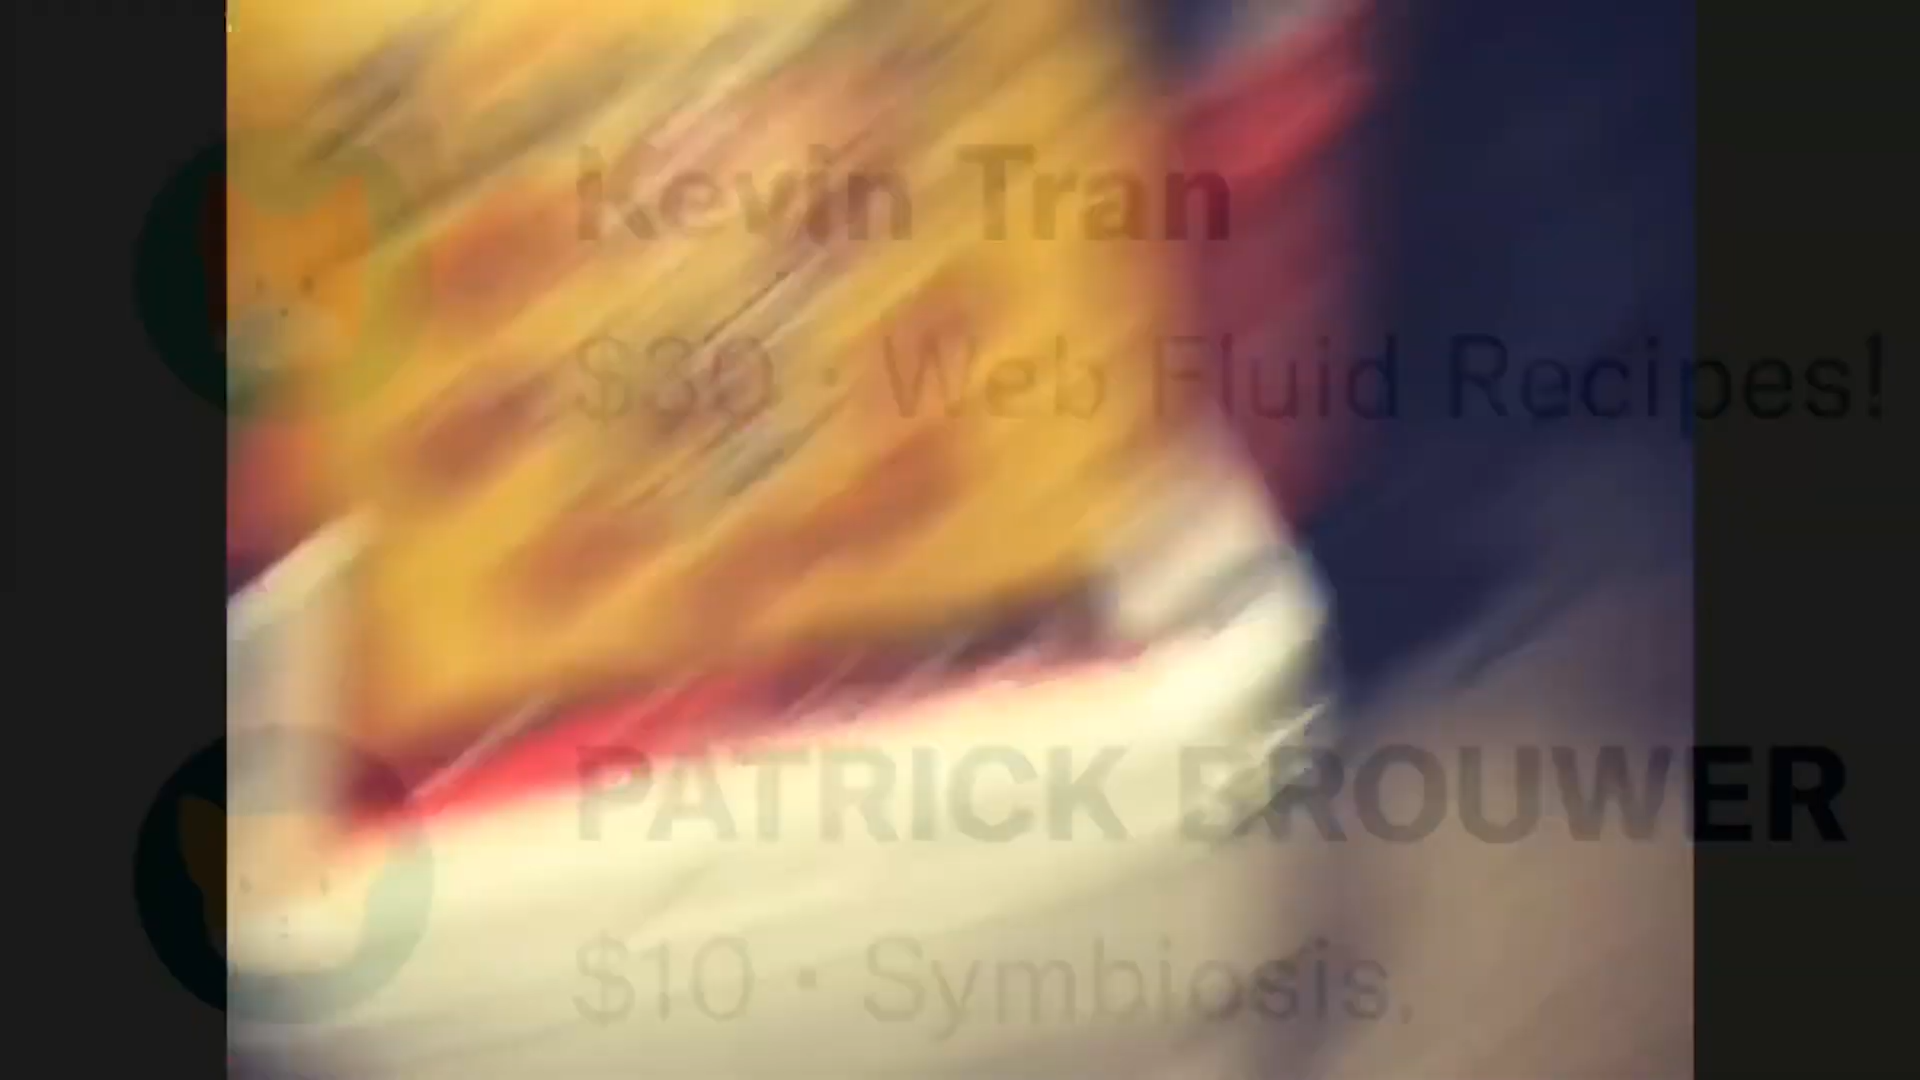 Kevin Tran
$30 · Web Fluid Recipes!
PATRICK BROUWER
$10 · Symbiosis.